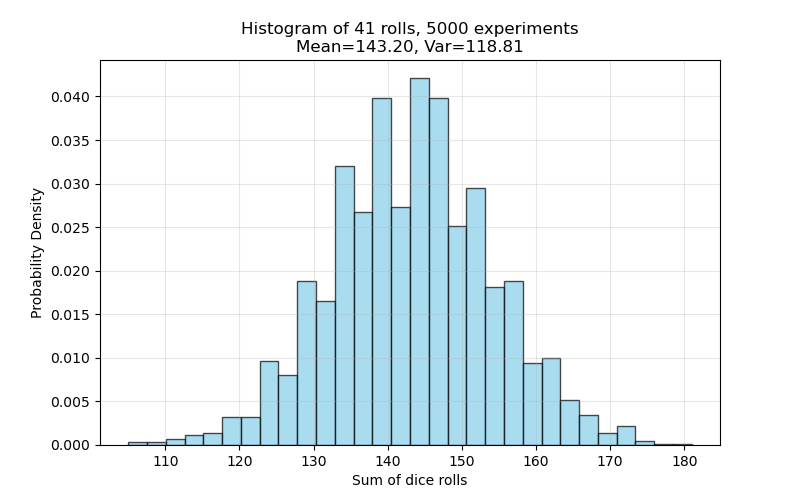 Histogram of 41 rolls, 5000 experiments
Mean=143.20, Var=118.81
0.040
0.035
0.030
0.025
0.020
0.015
0.010
0.005
0.000
Probability Density
110 120 130 140 150 160 170 180
Sum of dice rolls